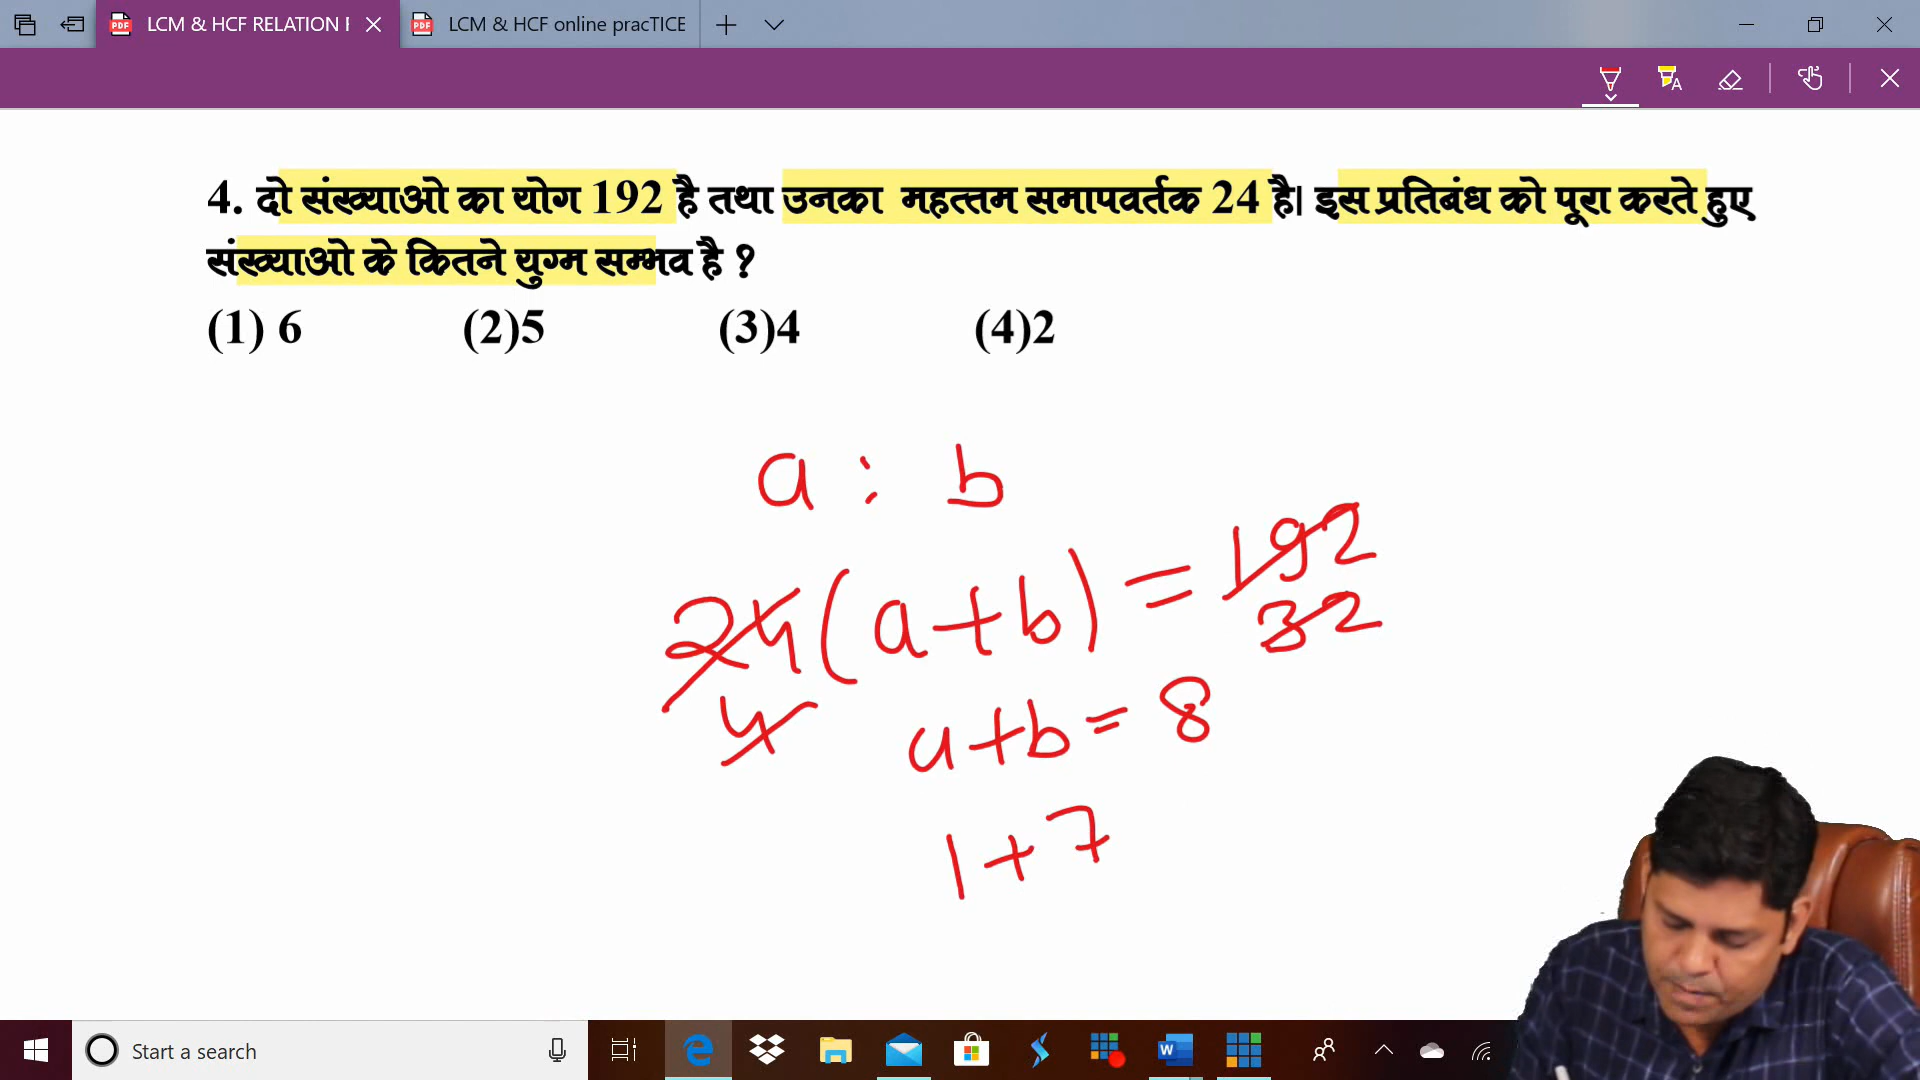 LCM & HCF RELATION F
LCM & HCF online pracTICE
4. दो संख्याओ का योग 192 है तथा उनका महत्तम समापवर्तक 24 है। इस प्रतिबंध को पूरा करते हुए
संख्याओ के कितने युग्म सम्भव है ?
(1) 6 (2)5 (3)4 (4)2
a : b
24(a+b) = 192
4 32
a+b = 8
1+7
Start a search